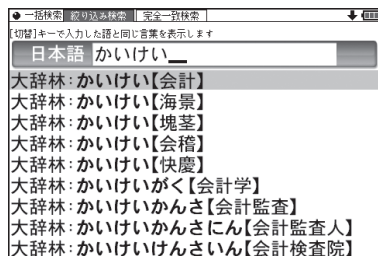 一括検索 絞り込み検索 完全一致検索
[切替]キーで入力した語と同じ言葉を表示します
日本語 かいけい
大辞林:かいけい【会計】
大辞林:かいけい【海景】
大辞林:かいけい【塊茎】
大辞林:かいけい【会稽】
大辞林:かいけい【快慶】
大辞林:かいけいがく【会計学】
大辞林:かいけいかんさ【会計監査】
大辞林:かいけいかんさにん【会計監査人】
大辞林:かいけいけんさいん【会計検査院】